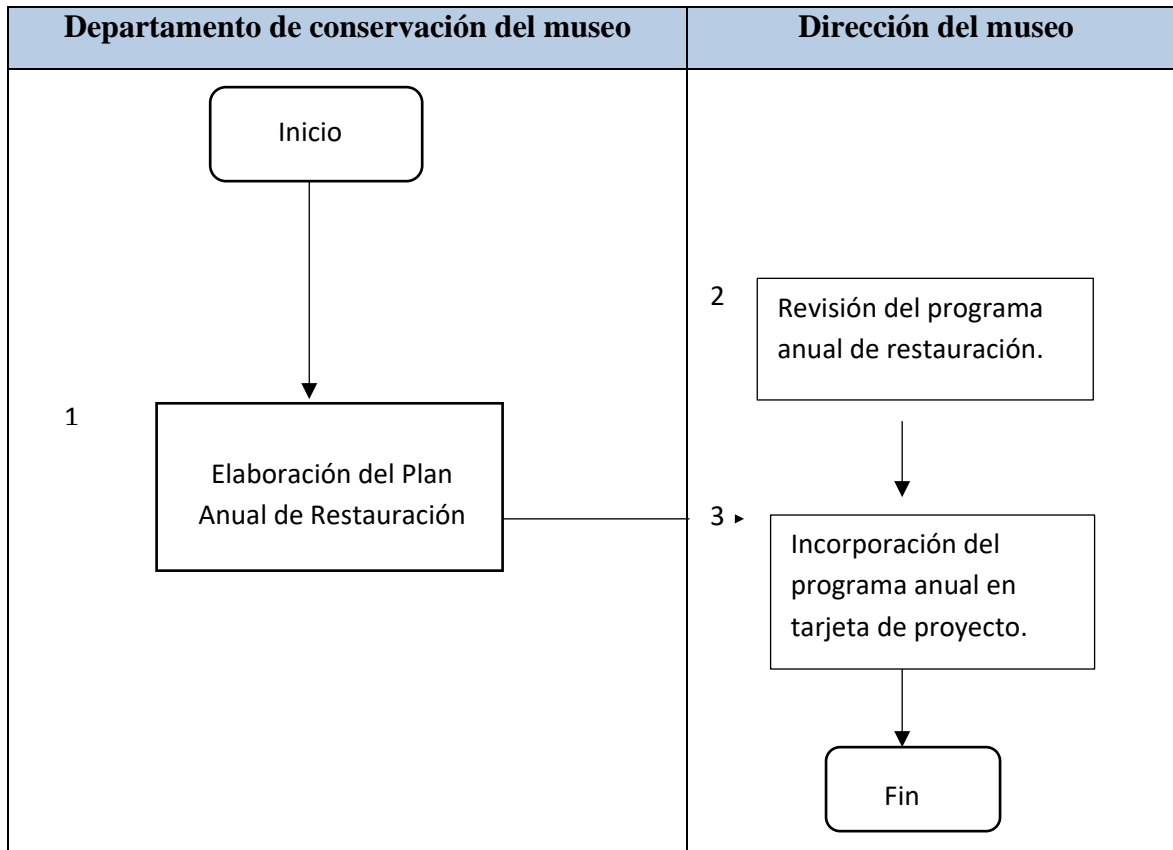 Departamento de conservación del museo
Dirección del museo
Inicio
1
Elaboración del Plan
Anual de Restauración
2
Revisión del programa
anual de restauración.
3
Incorporación del
programa anual en
tarjeta de proyecto.
Fin